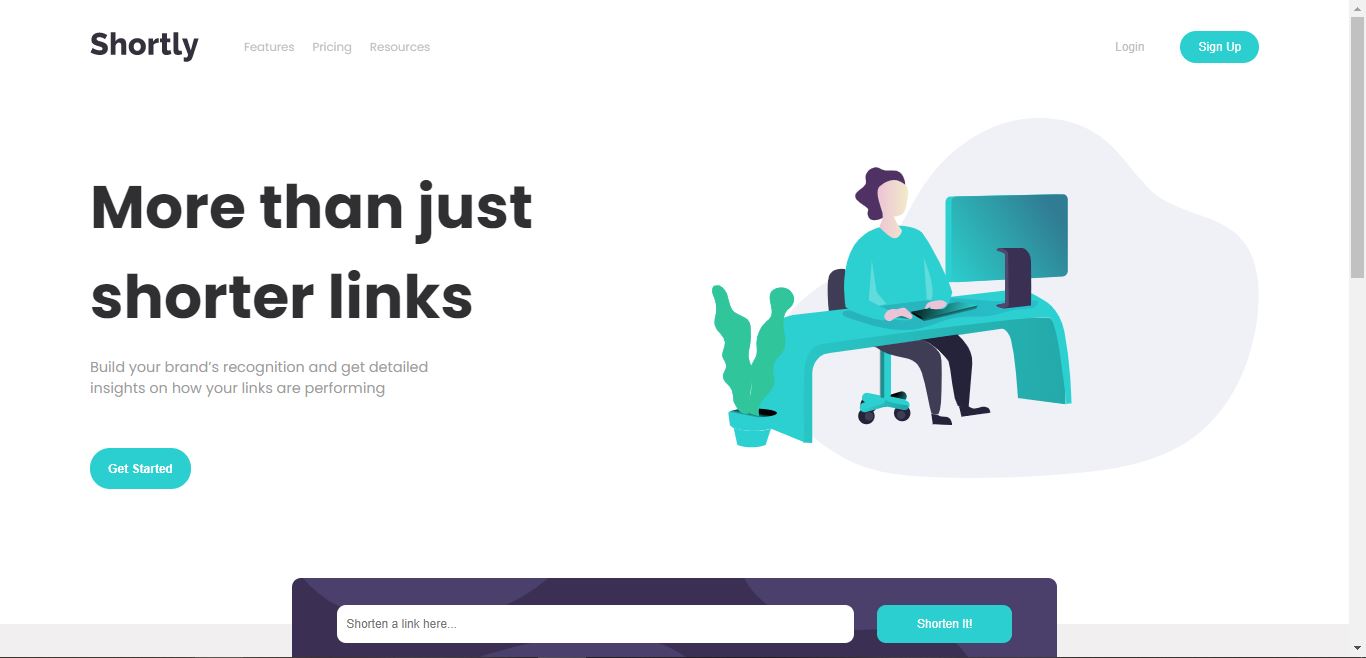 Shortly
Features Pricing Resources
Login
Sign Up
More than just
shorter links
Build your brand's recognition and get detailed
insights on how your links are performing
Get Started
Shorten a link here...
Shorten It!